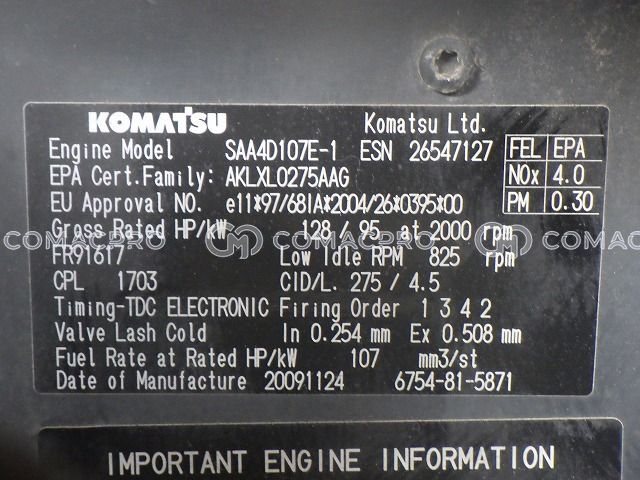 KOMATSU Komatsu Ltd.
Engine Model SAA4D107E-1 ESN 26547127 FEL EPA
EPA Cert.Family: AKLXL0275AAG NOx 4.0
EU Approval NO. e11*97/68IA*2004/26*0395*00 PM 0.30
Gross Rated HP/kW 128 / 95 at 2000 rpm
COMACPRO COMACPRO COMACPRO
FR91617 Low Idle RPM 825 rpm
CPL 1703 CID/L. 275 / 4.5
Timing-TDC ELECTRONIC Firing Order 1 3 4 2
Valve Lash Cold In 0.254 mm Ex 0.508 mm
Fuel Rate at Rated HP/kW 107 mm3/st
Date of Manufacture 20091124 6754-81-5871
IMPORTANT ENGINE INFORMATION